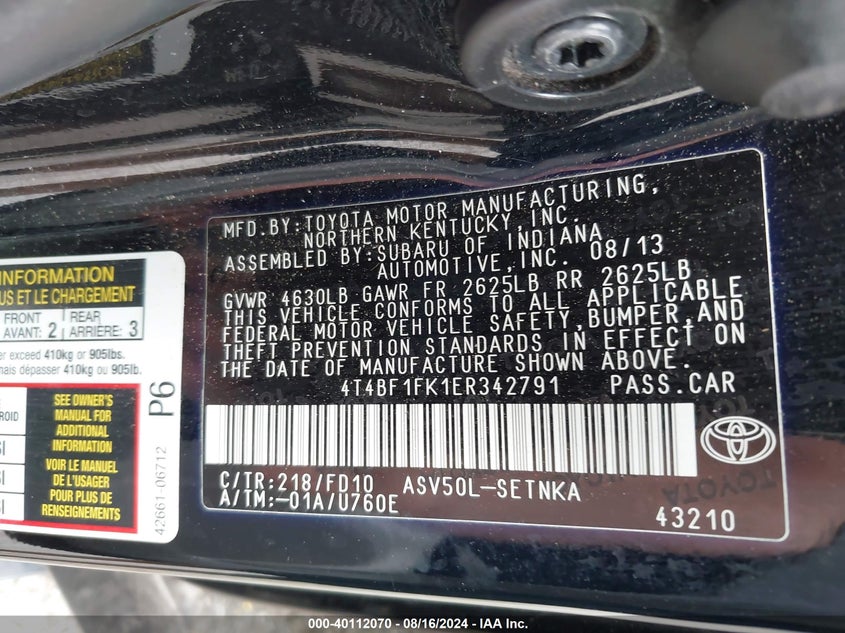 MFD.BY:TOYOTA MOTOR MANUFACTURING,
NORTHERN KENTUCKY,INC.
ASSEMBLED BY:SUBARU OF INDIANA
AUTOMOTIVE,INC. 08/13
GVWR 4630LB GAWR FR 2625LB RR 2625LB
THIS VEHICLE CONFORMS TO ALL APPLICABLE
FEDERAL MOTOR VEHICLE SAFETY,BUMPER,AND
THEFT PREVENTION STANDARDS IN EFFECT ON
THE DATE OF MANUFACTURE SHOWN ABOVE.
4T4BF1FK1ER342791 PASS.CAR
C/TR:218/FD10 ASV50L-SETNKA
A/TM:-01A/U760E
43210
TOYOTA
INFORMATION
US ET LE CHARGEMENT
FRONT
AVANT: 2
REAR
ARRIÈRE: 3
er exceed 410kg or 905lbs.
mais dépasser 410kg ou 905lb.
SEE OWNER'S
MANUAL FOR
ADDITIONAL
INFORMATION
VOIR LE MANUEL
DE L'USAGER
POUR PLUS DE
RENSEIGNEMENTS
P6
42661-06712
000-40112070 - 08/16/2024 - IAA Inc.